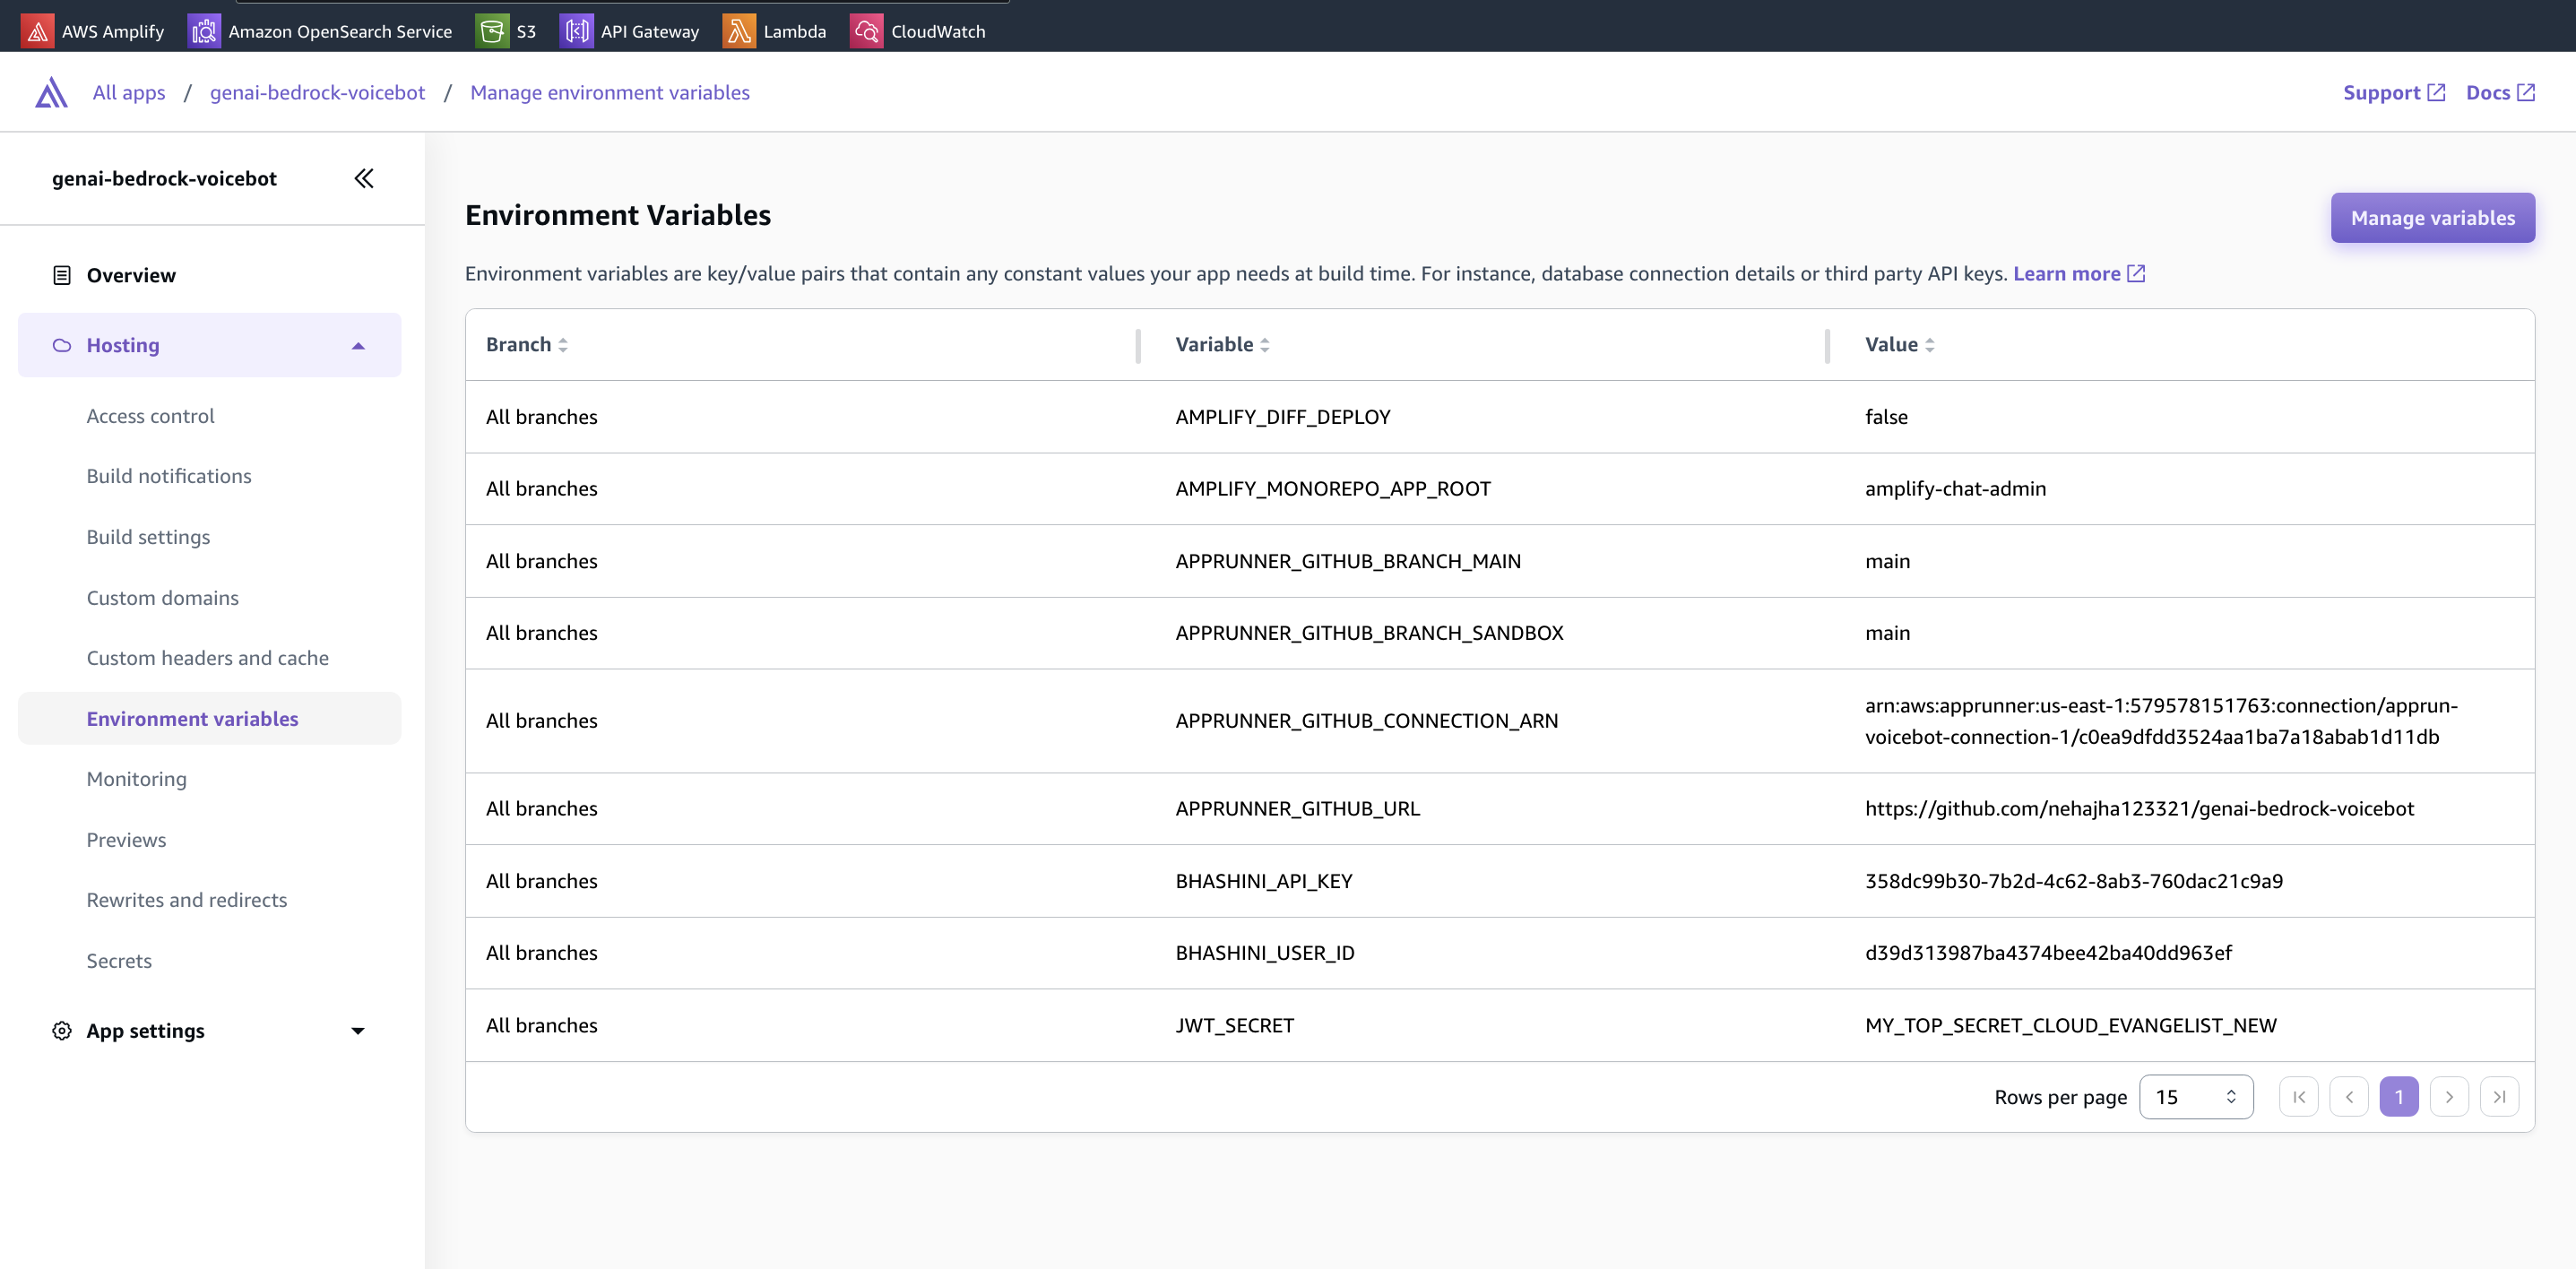 AWS Amplify Amazon OpenSearch Service S3 API Gateway Lambda CloudWatch
All apps / genai-bedrock-voicebot / Manage environment variables Support Docs
genai-bedrock-voicebot
Overview
Hosting
Access control
Build notifications
Build settings
Custom domains
Custom headers and cache
Environment variables
Monitoring
Previews
Rewrites and redirects
Secrets
App settings
Environment Variables
Manage variables
Environment variables are key/value pairs that contain any constant values your app needs at build time. For instance, database connection details or third party API keys. Learn more
Branch Variable Value
All branches AMPLIFY_DIFF_DEPLOY false
All branches AMPLIFY_MONOREPO_APP_ROOT amplify-chat-admin
All branches APPRUNNER_GITHUB_BRANCH_MAIN main
All branches APPRUNNER_GITHUB_BRANCH_SANDBOX main
All branches APPRUNNER_GITHUB_CONNECTION_ARN arn:aws:apprunner:us-east-1:579578151763:connection/apprun-
voicebot-connection-1/c0ea9dfdd3524aa1ba7a18abab1d11db
All branches APPRUNNER_GITHUB_URL https://github.com/nehajha123321/genai-bedrock-voicebot
All branches BHASHINI_API_KEY 358dc99b30-7b2d-4c62-8ab3-760dac21c9a9
All branches BHASHINI_USER_ID d39d313987ba4374bee42ba40dd963ef
All branches JWT_SECRET MY_TOP_SECRET_CLOUD_EVANGELIST_NEW
Rows per page 15 1